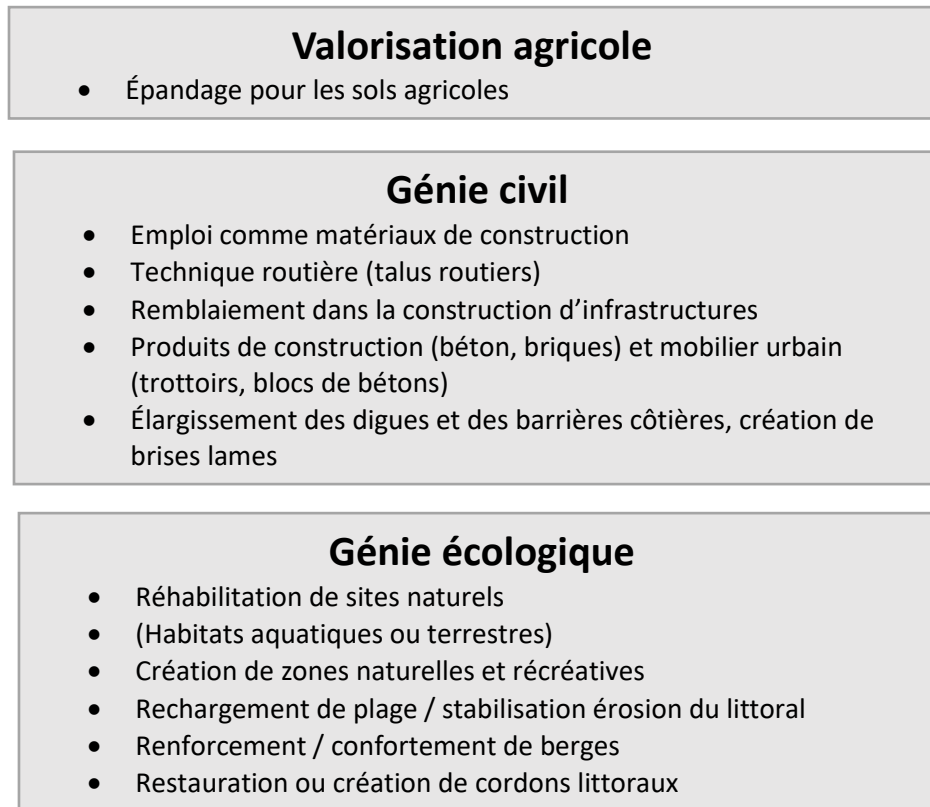 Valorisation agricole
• Épandage pour les sols agricoles
Génie civil
• Emploi comme matériaux de construction
• Technique routière (talus routiers)
• Remblaiement dans la construction d’infrastructures
• Produits de construction (béton, briques) et mobilier urbain
(trottoirs, blocs de bétons)
• Élargissement des digues et des barrières côtières, création de
brises lames
Génie écologique
• Réhabilitation de sites naturels
• (Habitats aquatiques ou terrestres)
• Création de zones naturelles et récréatives
• Rechargement de plage / stabilisation érosion du littoral
• Renforcement / confortement de berges
• Restauration ou création de cordons littoraux